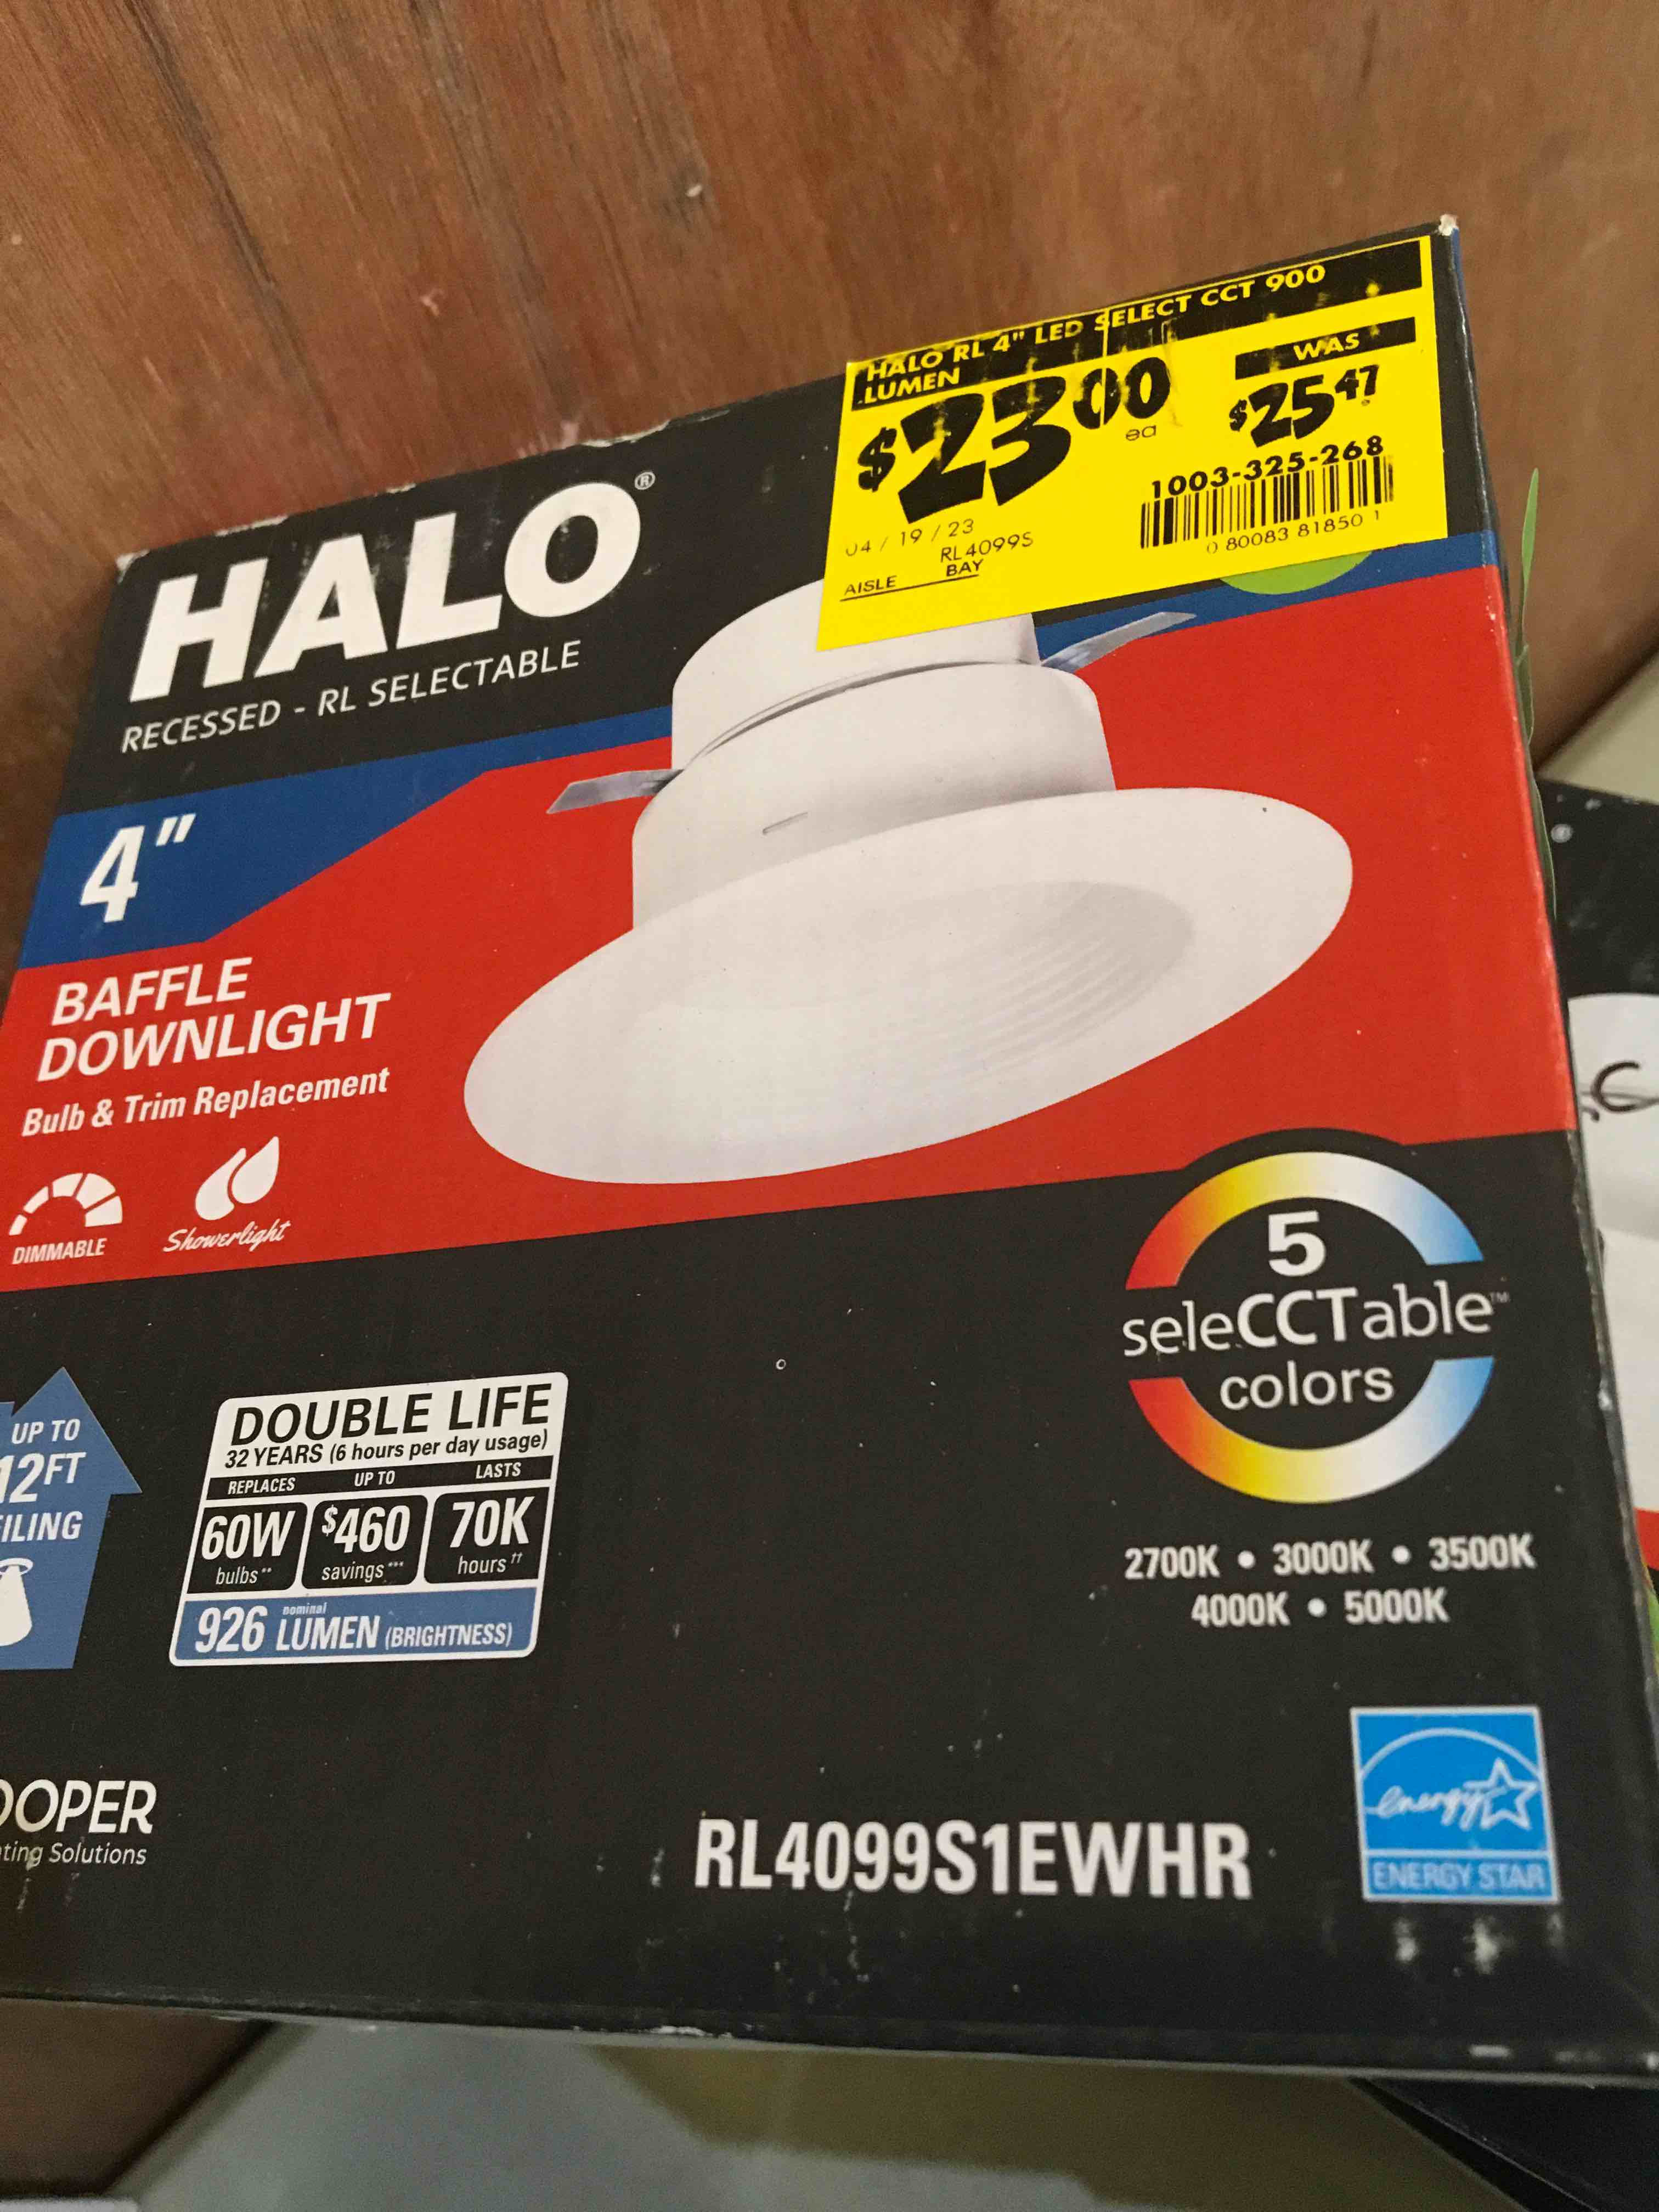 HALO RL 4" LED SELECT CCT 900
LUMEN
$23.00
ea
WAS
$25.47
1003-325-268
0 80083 81850 1
04 / 19 / 23
RL4099S
AISLE
BAY
HALO®
RECESSED - RL SELECTABLE
4"
BAFFLE
DOWNLIGHT
Bulb & Trim Replacement
DIMMABLE
Showerlight
5
seleCCTable™
colors
2700K • 3000K • 3500K
4000K • 5000K
UP TO
12FT
EILING
DOUBLE LIFE
32 YEARS (6 hours per day usage)
REPLACES
60W
bulbs**
UP TO
$460
savings***
LASTS
70K
hours††
926 nominal LUMEN (BRIGHTNESS)
OOPER
ting Solutions
RL4099S1EWHR
energy
ENERGY STAR